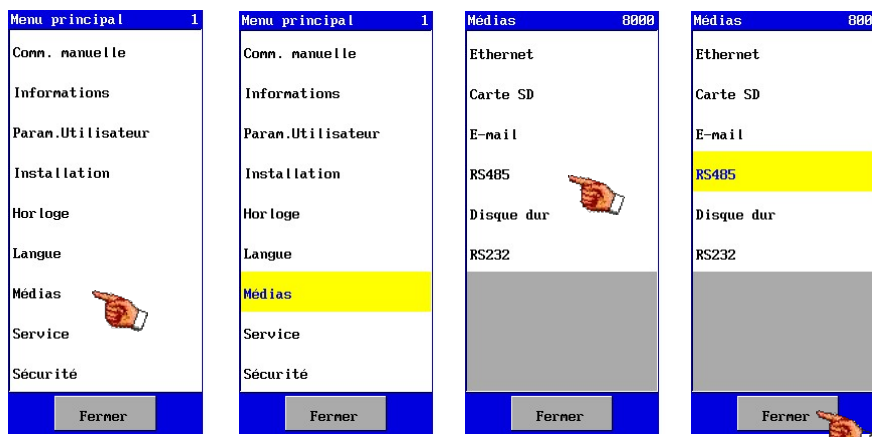 Menu principal 1
Comm. manuelle
Informations
Param.Utilisateur
Installation
Horloge
Langue
Médias
Service
Sécurité
Fermer
Menu principal 1
Comm. manuelle
Informations
Param.Utilisateur
Installation
Horloge
Langue
Médias
Service
Sécurité
Fermer
Médias 8000
Ethernet
Carte SD
E-mail
RS485
Disque dur
RS232
Fermer
Médias 800
Ethernet
Carte SD
E-mail
RS485
Disque dur
RS232
Fermer